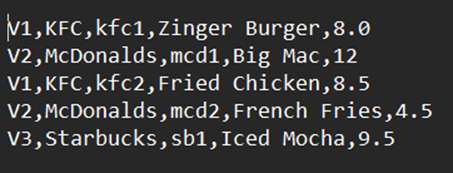 V1,KFC,kfc1,Zinger Burger,8.0
V2,McDonalds,mcd1,Big Mac,12
V1,KFC,kfc2,Fried Chicken,8.5
V2,McDonalds,mcd2,French Fries,4.5
V3,Starbucks,sb1,Iced Mocha,9.5